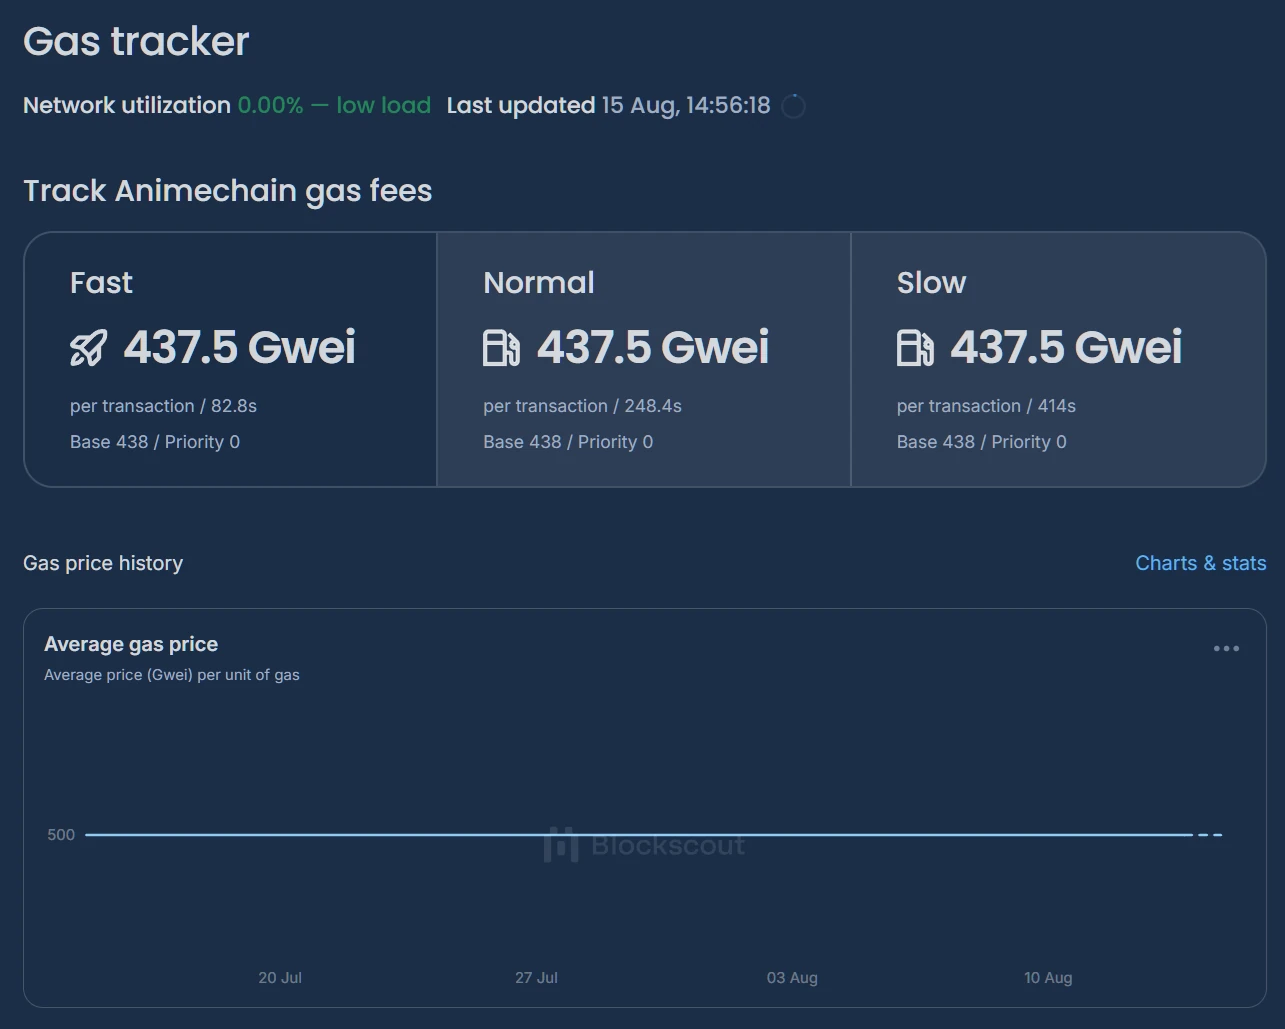 Gas tracker
Network utilization 0.00% — low load Last updated 15 Aug, 14:56:18
Track Animechain gas fees
Fast
437.5 Gwei
per transaction / 82.8s
Base 438 / Priority 0
Normal
437.5 Gwei
per transaction / 248.4s
Base 438 / Priority 0
Slow
437.5 Gwei
per transaction / 414s
Base 438 / Priority 0
Gas price history
Charts & stats
Average gas price
Average price (Gwei) per unit of gas
500
Blockscout
20 Jul
27 Jul
03 Aug
10 Aug